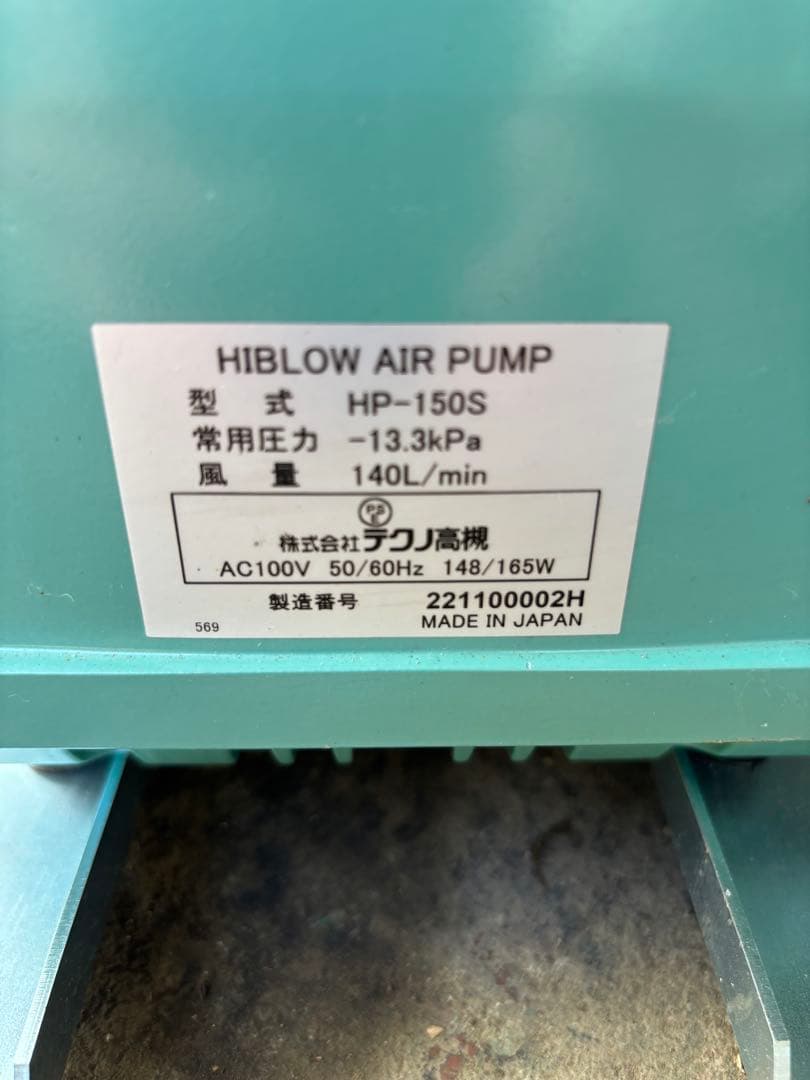 HIBLOW AIR PUMP
型 式 HP-150S
常用圧力 -13.3kPa
風 量 140L/min
PS
E
株式会社テクノ高槻
AC100V 50/60Hz 148/165W
製造番号 221100002H
569 MADE IN JAPAN